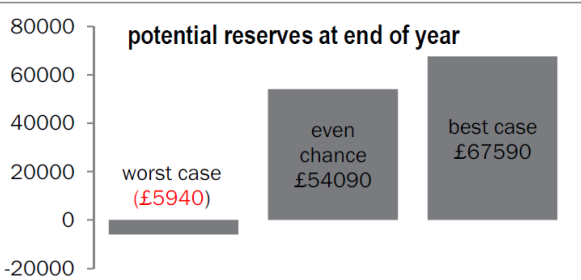 potential reserves at end of year
80000
60000
40000
20000
0
-20000
worst case
(£5940)
even
chance
£54090
best case
£67590